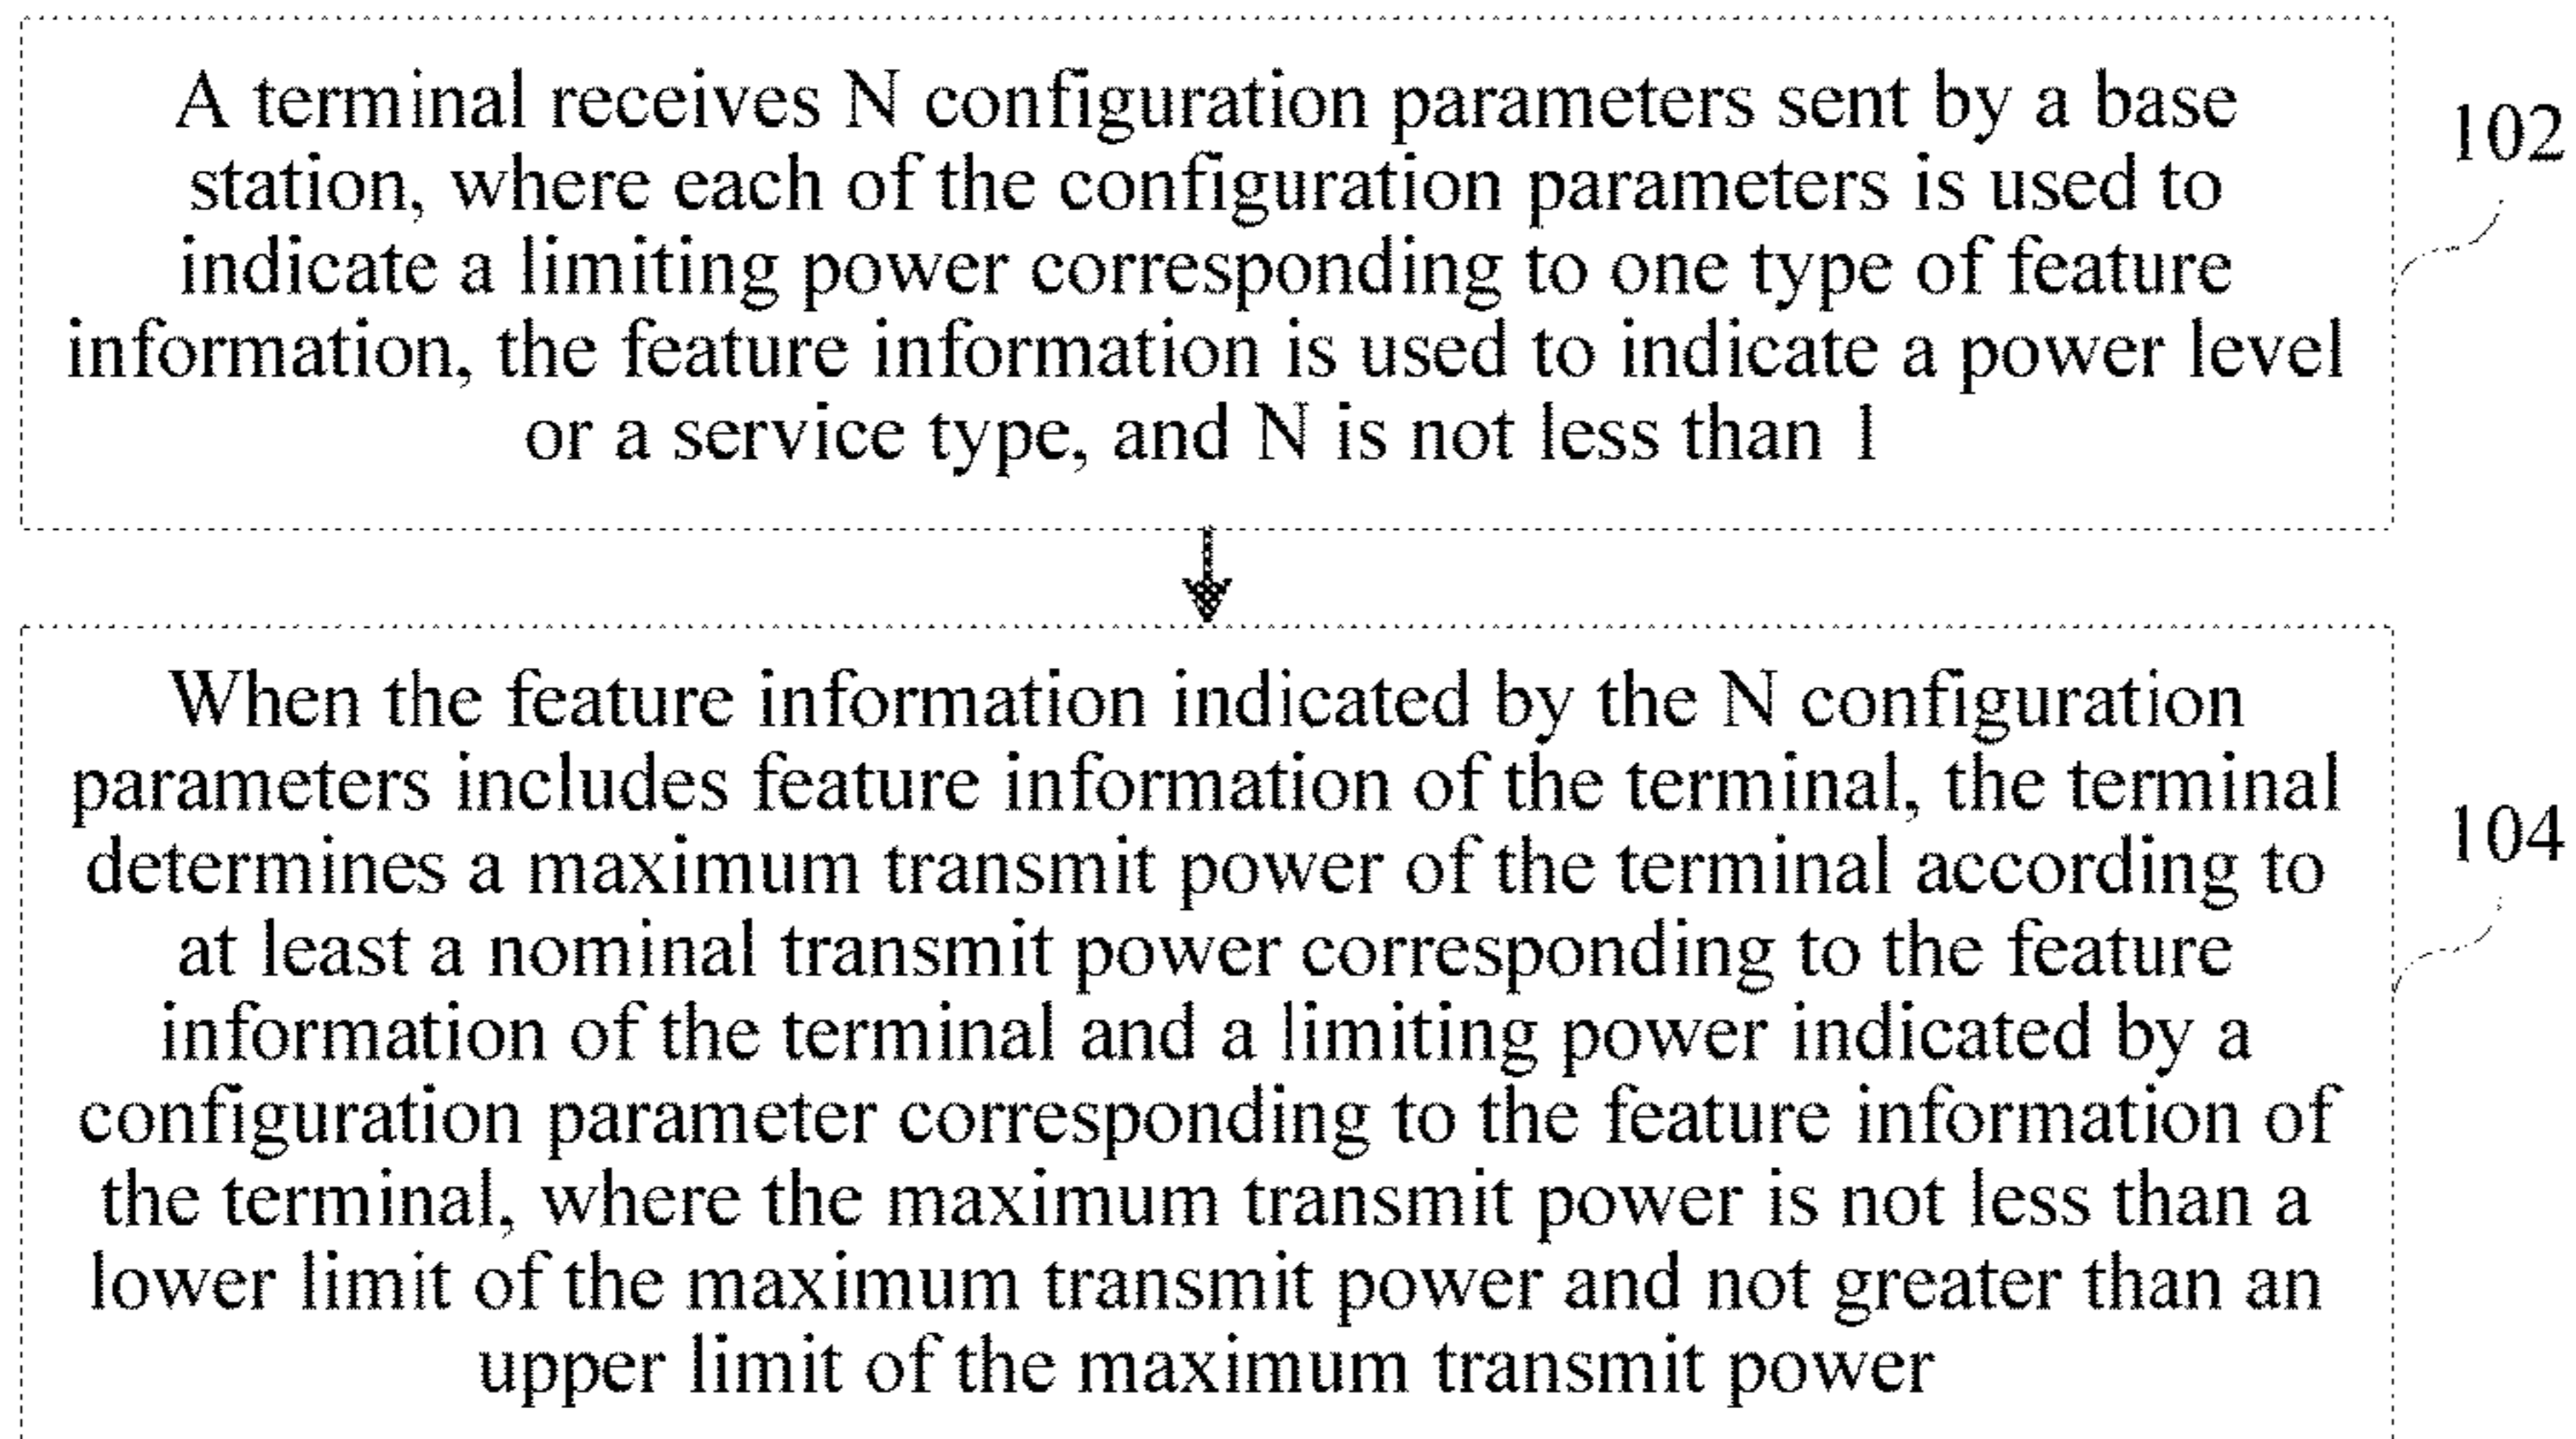 A terminal receives N configuration parameters sent by a base
station, where each of the configuration parameters is used to
indicate a limiting power corresponding to one type of feature
information, the feature information is used to indicate a power level
or a service type, and N is not less than 1
102
When the feature information indicated by the N configuration
parameters includes feature information of the terminal, the terminal
determines a maximum transmit power of the terminal according to
at least a nominal transmit power corresponding to the feature
information of the terminal and a limiting power indicated by a
configuration parameter corresponding to the feature information of
the terminal, where the maximum transmit power is not less than a
lower limit of the maximum transmit power and not greater than an
upper limit of the maximum transmit power
104